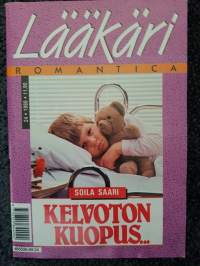 Lääkäri
ROMANTICA
SOILA SAARI
KELVOTON
KUOPUS...